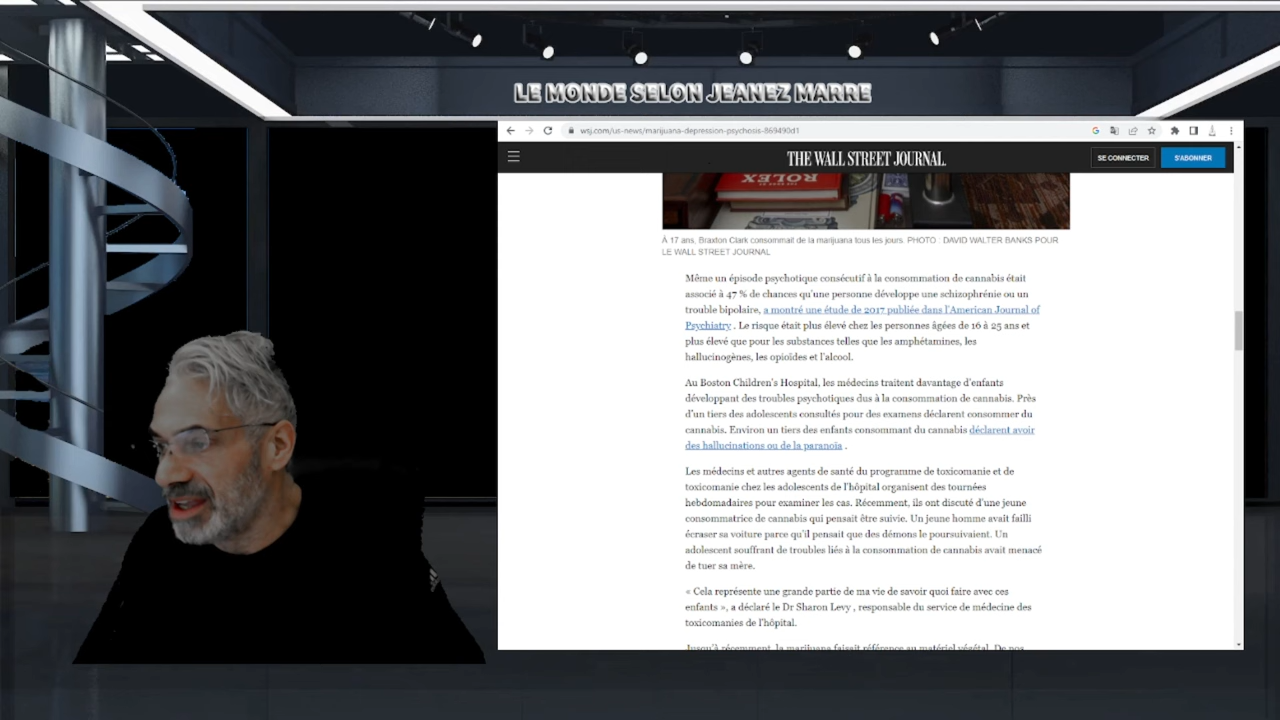 LE MONDE SELON JEANEZ MARRE
wsj.com/us-news/marijuana-depression-psychosis-869490d1
THE WALL STREET JOURNAL.
SE CONNECTER
S'ABONNER
ROLEX
À 17 ans, Braxton Clark consommait de la marijuana tous les jours. PHOTO : DAVID WALTER BANKS POUR
LE WALL STREET JOURNAL
Même un épisode psychotique consécutif à la consommation de cannabis était
associé à 47 % de chances qu'une personne développe une schizophrénie ou un
trouble bipolaire, a montré une étude de 2017 publiée dans l'American Journal of
Psychiatry . Le risque était plus élevé chez les personnes âgées de 16 à 25 ans et
plus élevé que pour les substances telles que les amphétamines, les
hallucinogènes, les opioïdes et l'alcool.
Au Boston Children's Hospital, les médecins traitent davantage d'enfants
développant des troubles psychotiques dus à la consommation de cannabis. Près
d'un tiers des adolescents consultés pour des examens déclarent consommer du
cannabis. Environ un tiers des enfants consommant du cannabis déclarent avoir
des hallucinations ou de la paranoïa .
Les médecins et autres agents de santé du programme de toxicomanie et de
toxicomanie chez les adolescents de l'hôpital organisent des tournées
hebdomadaires pour examiner les cas. Récemment, ils ont discuté d'une jeune
consommatrice de cannabis qui pensait être suivie. Un jeune homme avait failli
écraser sa voiture parce qu'il pensait que des démons le poursuivaient. Un
adolescent souffrant de troubles liés à la consommation de cannabis avait menacé
de tuer sa mère.
« Cela représente une grande partie de ma vie de savoir quoi faire avec ces
enfants », a déclaré le Dr Sharon Levy , responsable du service de médecine des
toxicomanies de l'hôpital.
Jusqu'à récemment, la marijuana faisait référence au matériel végétal. De nos